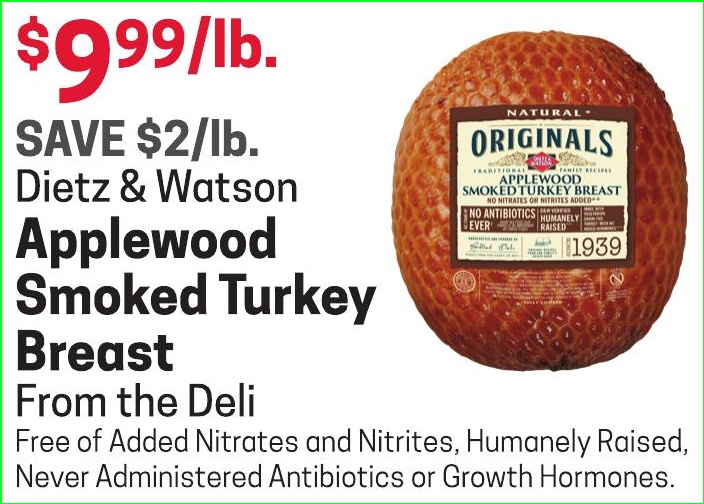 $9.99/lb.
SAVE $2/lb.
Dietz & Watson
Applewood
Smoked Turkey
Breast
From the Deli
Free of Added Nitrates and Nitrites, Humanely Raised,
Never Administered Antibiotics or Growth Hormones.
NATURAL*
ORIGINALS
DIETZ &
WATSON
TRADITIONAL FAMILY RECIPES
APPLEWOOD
SMOKED TURKEY BREAST
NO NITRATES OR NITRITES ADDED**
NO ANTIBIOTICS
EVER
HUMANELY
RAISED
1939